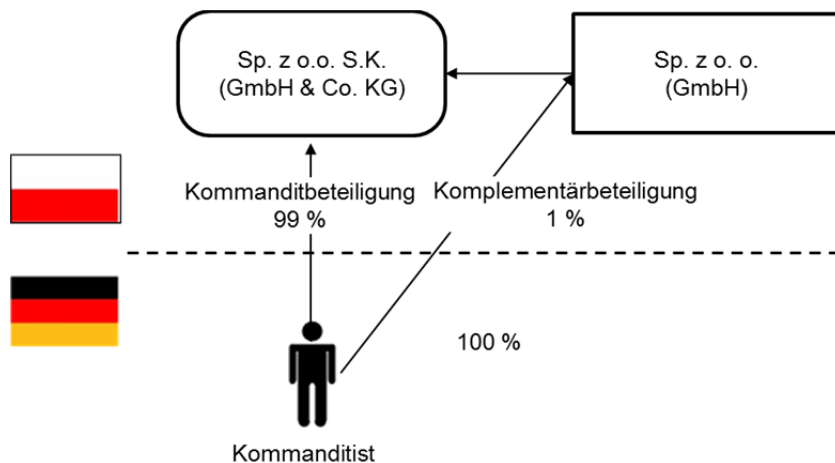 Sp. z o.o. S.K.
(GmbH & Co. KG)
Sp. z o. o.
(GmbH)
Kommanditbeteiligung
99 %
Komplementärbeteiligung
1 %
100 %
Kommanditist